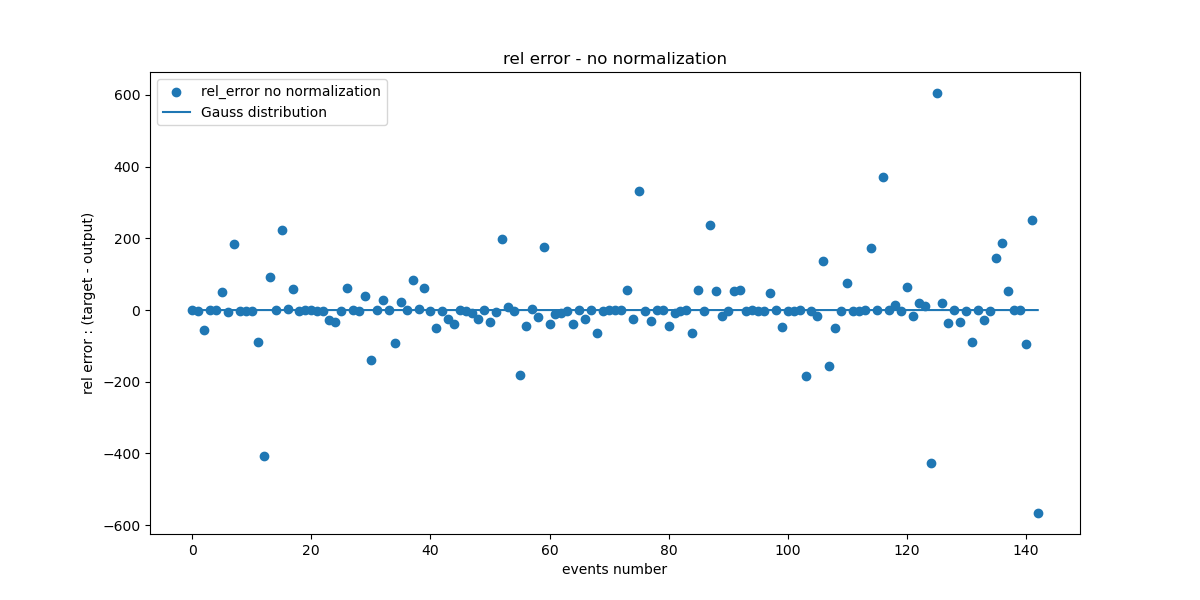 rel error - no normalization
rel_error no normalization
Gauss distribution
600
400
200
0
−200
−400
−600
rel error : (target - output)
0 20 40 60 80 100 120 140
events number